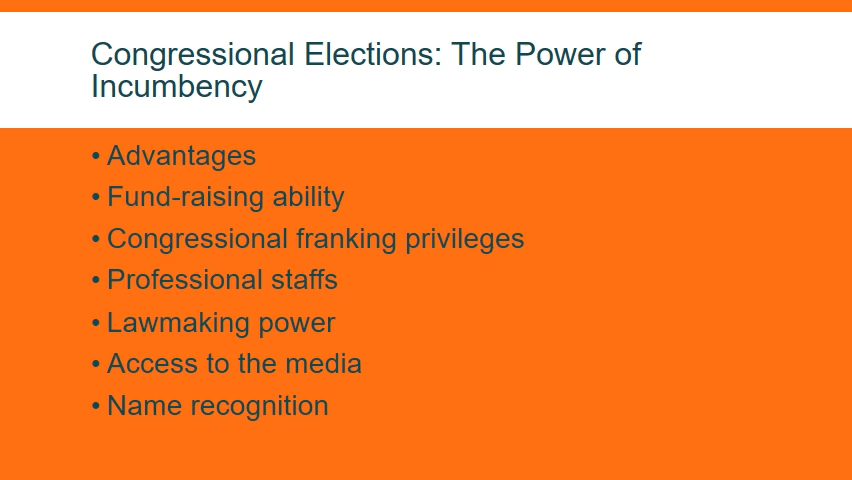 Congressional Elections: The Power of
Incumbency
• Advantages
• Fund-raising ability
• Congressional franking privileges
• Professional staffs
• Lawmaking power
• Access to the media
• Name recognition